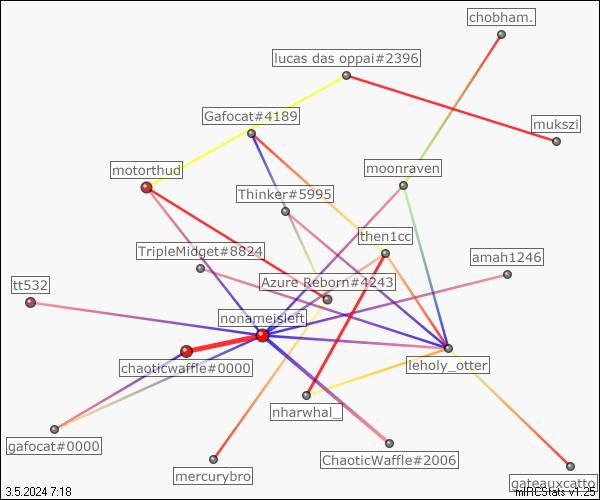 chobham.
lucas das oppai#2396
Gafocat#4189
mukszi
motorthud
moonraven
Thinker#5995
then1cc
TripleMidget#8824
amah1246
tt532
Azure Reborn#4243
nonameisleft
chaoticwaffle#0000
leholy_otter
nharwhal_
gafocat#0000
ChaoticWaffle#2006
mercurybro
gateauxcatto
3.5.2024 7:18
mIRCStats v1.25